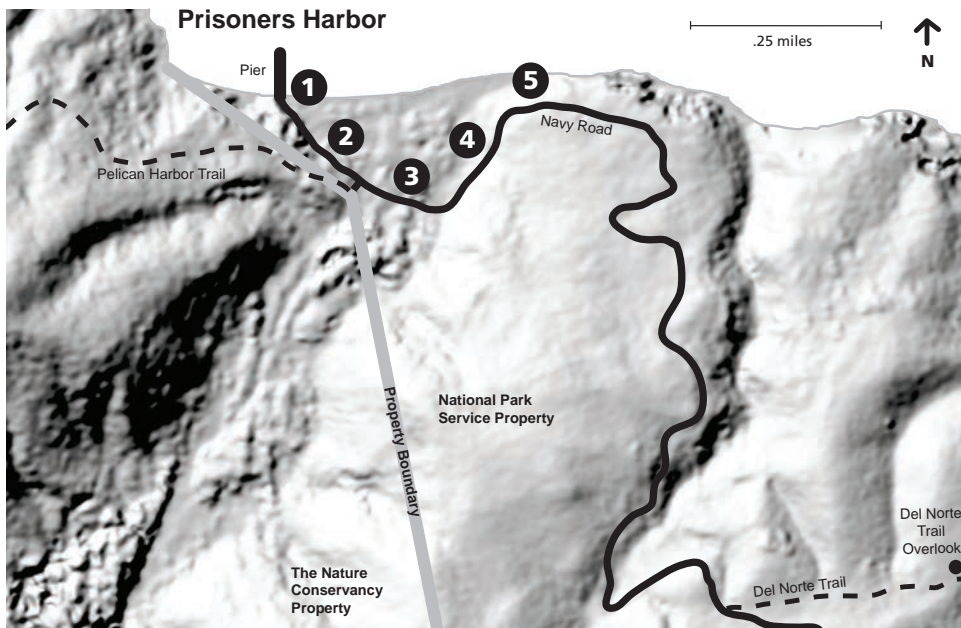 Prisoners Harbor
.25 miles
N
Pier
1
2
3
4
5
Navy Road
Pelican Harbor Trail
Property Boundary
National Park
Service Property
The Nature
Conservancy
Property
Del Norte
Trail
Overlook
Del Norte Trail